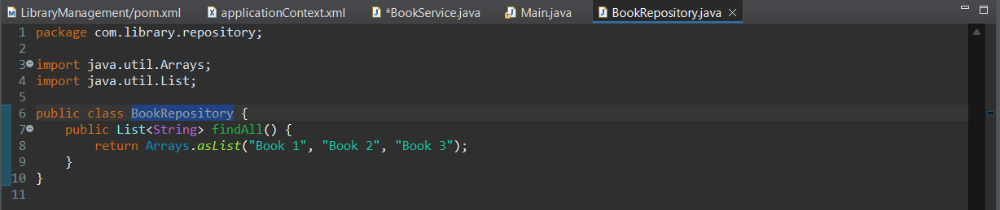 LibraryManagement/pom.xml applicationContext.xml *BookService.java Main.java BookRepository.java
1 package com.library.repository;
2
3 import java.util.Arrays;
4 import java.util.List;
5
6 public class BookRepository {
7     public List<String> findAll() {
8         return Arrays.asList("Book 1", "Book 2", "Book 3");
9     }
10 }
11